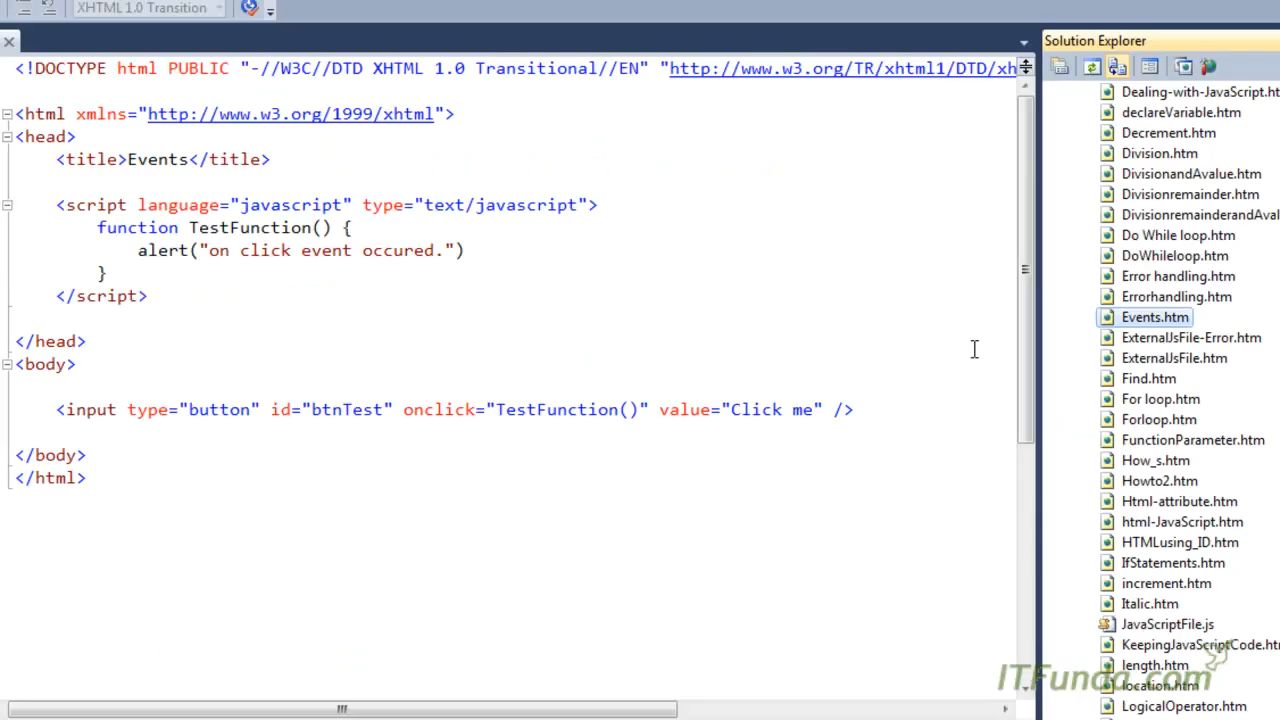 XHTML 1.0 Transition
Solution Explorer
<!DOCTYPE html PUBLIC "-//W3C//DTD XHTML 1.0 Transitional//EN" "http://www.w3.org/TR/xhtml1/DTD/xh
<html xmlns="http://www.w3.org/1999/xhtml">
<head>
<title>Events</title>
<script language="javascript" type="text/javascript">
function TestFunction() {
alert("on click event occured.")
}
</script>
</head>
<body>
<input type="button" id="btnTest" onclick="TestFunction()" value="Click me" />
</body>
</html>
Dealing-with-JavaScript.ht
declareVariable.htm
Decrement.htm
Division.htm
DivisionandAvalue.htm
Divisionremainder.htm
DivisionremainderandAval
Do While loop.htm
DoWhileloop.htm
Error handling.htm
Errorhandling.htm
Events.htm
ExternalJsFile-Error.htm
ExternalJsFile.htm
Find.htm
For loop.htm
Forloop.htm
FunctionParameter.htm
How_s.htm
Howto2.htm
Html-attribute.htm
html-JavaScript.htm
HTMLusing_ID.htm
IfStatements.htm
increment.htm
Italic.htm
JavaScriptFile.js
KeepingJavaScriptCode.ht
length.htm
location.htm
LogicalOperator.htm
ITFunda.com